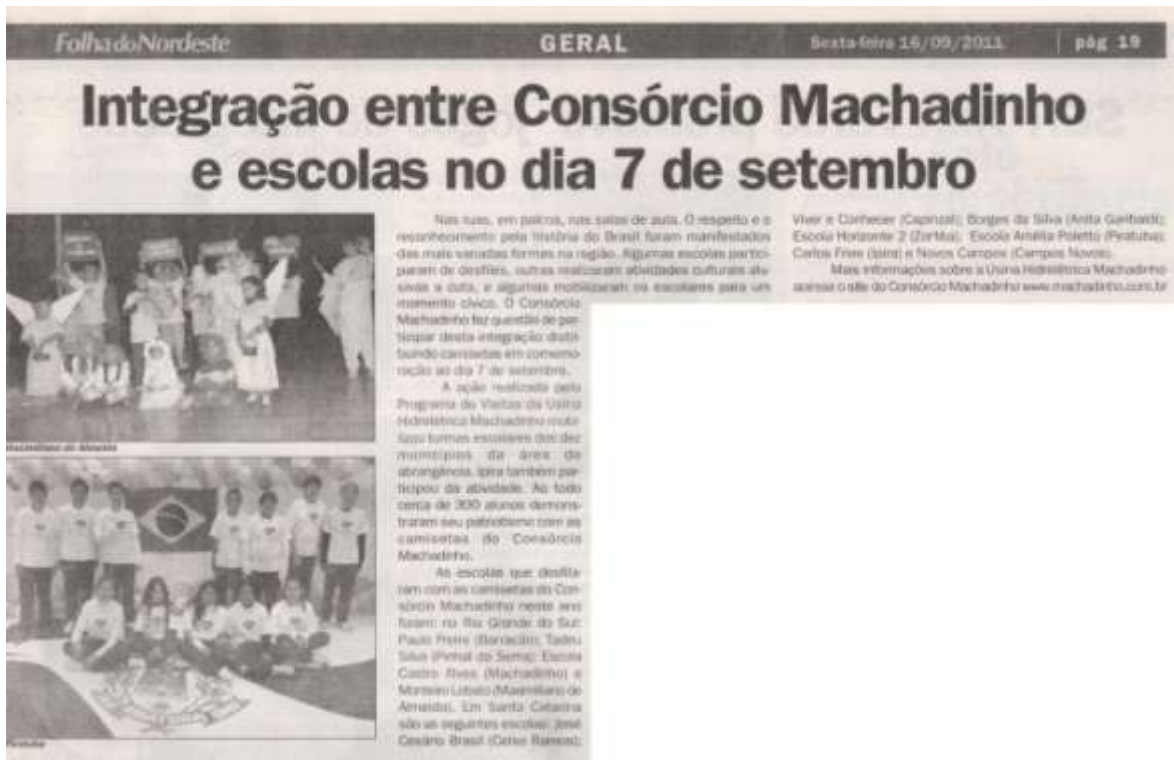 Folha do Nordeste
GERAL
Sexta-feira 16/09/2011
pág 19
Integração entre Consórcio Machadinho
e escolas no dia 7 de setembro
Nas ruas, em palcos, nas salas de aula. O respeito e o
reconhecimento pela história do Brasil foram manifestados
das mais variadas formas na região. Algumas escolas partici-
param de desfiles, outras realizaram atividades culturais alu-
sivas a data, e algumas mobilizaram os escolares para um
momento cívico. O Consórcio
Machadinho fez questão de par-
ticipar desta integração distri-
buindo camisetas em comemo-
ração ao dia 7 de setembro.
A ação realizada pelo
Programa de Visitas da Usina
Hidrelétrica Machadinho mobi-
lizou turmas escolares dos dez
municípios da área de
abrangência. Ipira também par-
ticipou da atividade. Ao todo
cerca de 300 alunos demons-
traram seu patriotismo com as
camisetas do Consórcio
Machadinho.
As escolas que desfila-
ram com as camisetas do Con-
sórcio Machadinho neste ano
foram: no Rio Grande do Sul:
Paulo Freire (Barracão); Tadeu
Silva (Pinhal da Serra); Escola
Castro Alves (Machadinho) e
Monteiro Lobato (Maximiliano de
Almeida). Em Santa Catarina
são as seguintes escolas: José
Cesário Brasil (Celso Ramos);
Viver e Conhecer (Capinzal); Borges da Silva (Anita Garibaldi);
Escola Horizonte 2 (Zortéa); Escola Amélia Poletto (Piratuba);
Carlos Fries (Ipira) e Novos Campos (Campos Novos).
Mais informações sobre a Usina Hidrelétrica Machadinho
acesse o site do Consórcio Machadinho www.machadinho.com.br
Maximiliano de Almeida
Piratuba